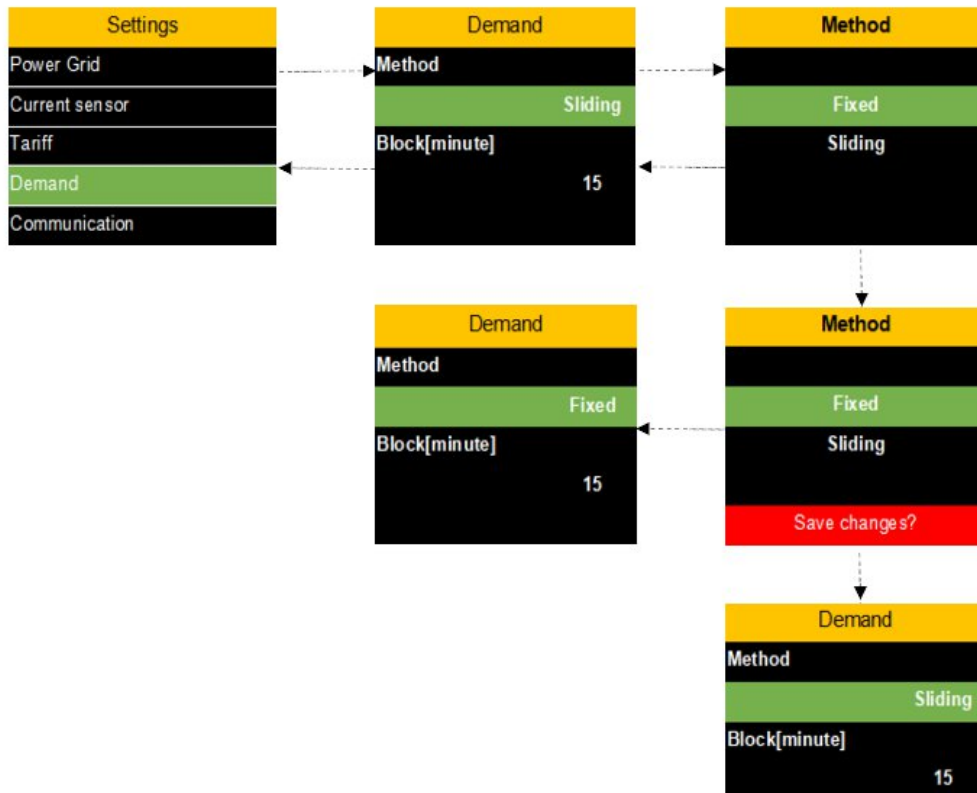 Settings
Power Grid
Current sensor
Tariff
Demand
Communication
Demand
Method
Sliding
Block[minute]
15
Method
Fixed
Sliding
Demand
Method
Fixed
Block[minute]
15
Method
Fixed
Sliding
Save changes?
Demand
Method
Sliding
Block[minute]
15